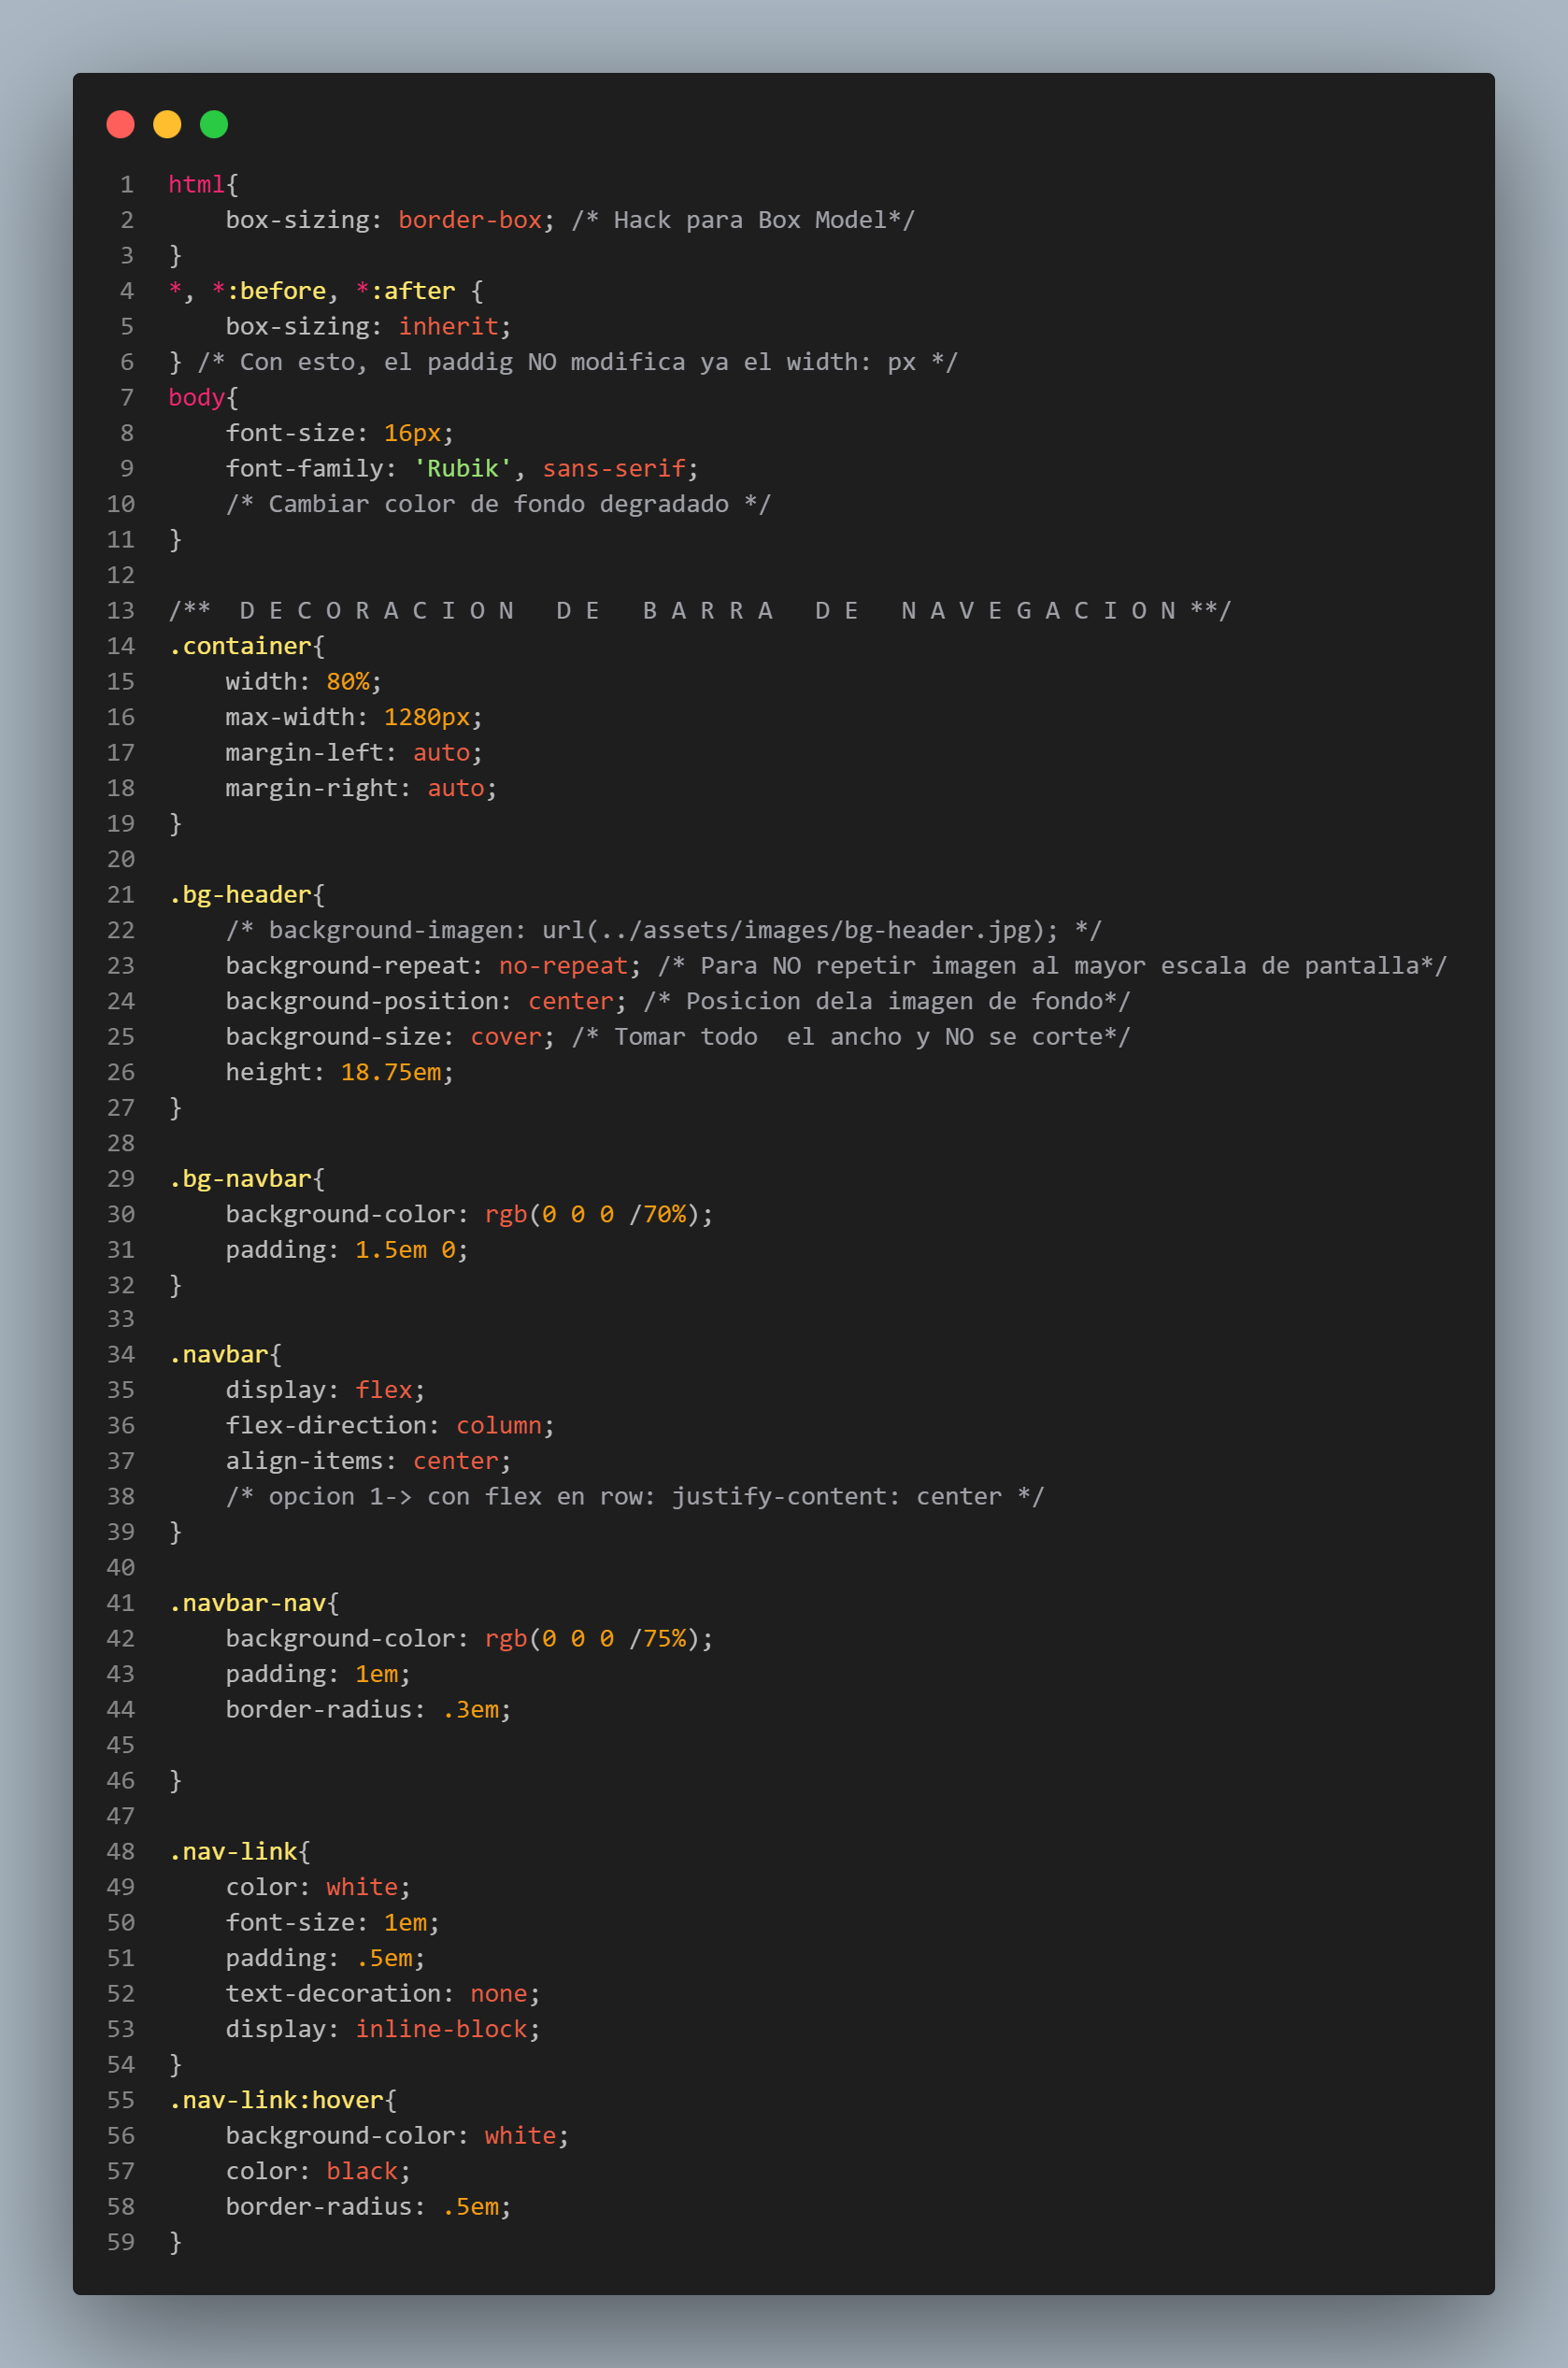 1 html{
2     box-sizing: border-box; /* Hack para Box Model*/
3 }
4 *, *:before, *:after {
5     box-sizing: inherit;
6 } /* Con esto, el paddig NO modifica ya el width: px */
7 body{
8     font-size: 16px;
9     font-family: 'Rubik', sans-serif;
10     /* Cambiar color de fondo degradado */
11 }
12
13 /**  D E C O R A C I O N   D E   B A R R A   D E   N A V E G A C I O N **/
14 .container{
15     width: 80%;
16     max-width: 1280px;
17     margin-left: auto;
18     margin-right: auto;
19 }
20
21 .bg-header{
22     /* background-imagen: url(../assets/images/bg-header.jpg); */
23     background-repeat: no-repeat; /* Para NO repetir imagen al mayor escala de pantalla*/
24     background-position: center; /* Posicion dela imagen de fondo*/
25     background-size: cover; /* Tomar todo  el ancho y NO se corte*/
26     height: 18.75em;
27 }
28
29 .bg-navbar{
30     background-color: rgb(0 0 0 /70%);
31     padding: 1.5em 0;
32 }
33
34 .navbar{
35     display: flex;
36     flex-direction: column;
37     align-items: center;
38     /* opcion 1-> con flex en row: justify-content: center */
39 }
40
41 .navbar-nav{
42     background-color: rgb(0 0 0 /75%);
43     padding: 1em;
44     border-radius: .3em;
45
46 }
47
48 .nav-link{
49     color: white;
50     font-size: 1em;
51     padding: .5em;
52     text-decoration: none;
53     display: inline-block;
54 }
55 .nav-link:hover{
56     background-color: white;
57     color: black;
58     border-radius: .5em;
59 }